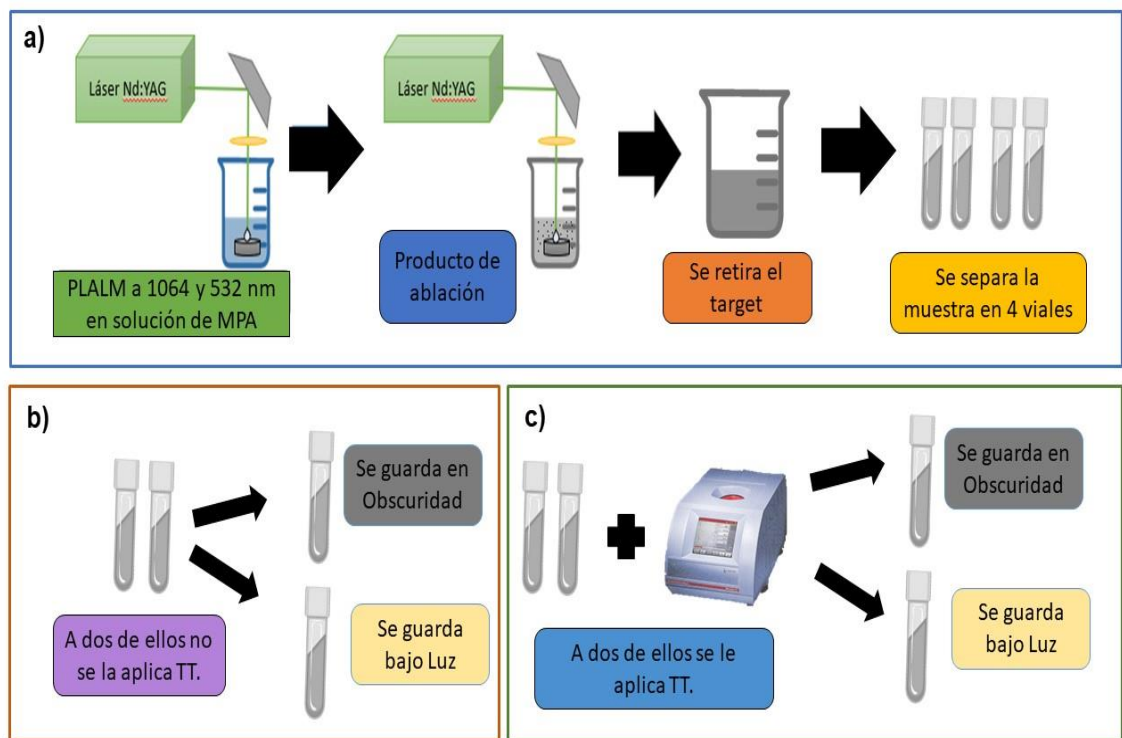 a)
Láser Nd:YAG
Láser Nd:YAG
PLALM a 1064 y 532 nm
en solución de MPA
Producto de
ablación
Se retira el
target
Se separa la
muestra en 4 viales
b)
Se guarda en
Obscuridad
A dos de ellos no
se la aplica TT.
Se guarda
bajo Luz
c)
Se guarda en
Obscuridad
A dos de ellos se le
aplica TT.
Se guarda
bajo Luz